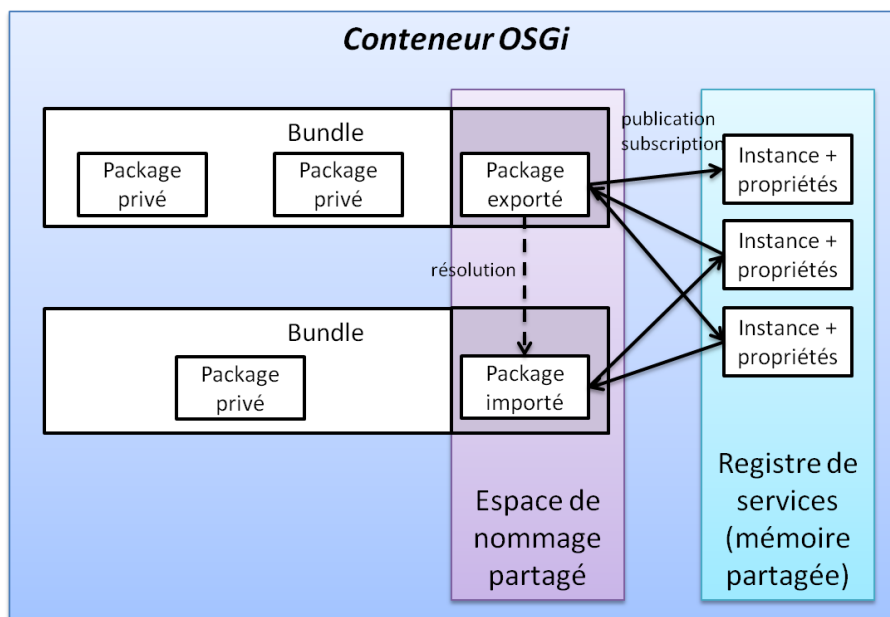 Conteneur OSGi
Bundle
Package
privé
Package
privé
Package
exporté
publication
subscription
Instance +
propriétés
Instance +
propriétés
Instance +
propriétés
résolution
Bundle
Package
privé
Package
importé
Espace de
nommage
partagé
Registre de
services
(mémoire
partagée)